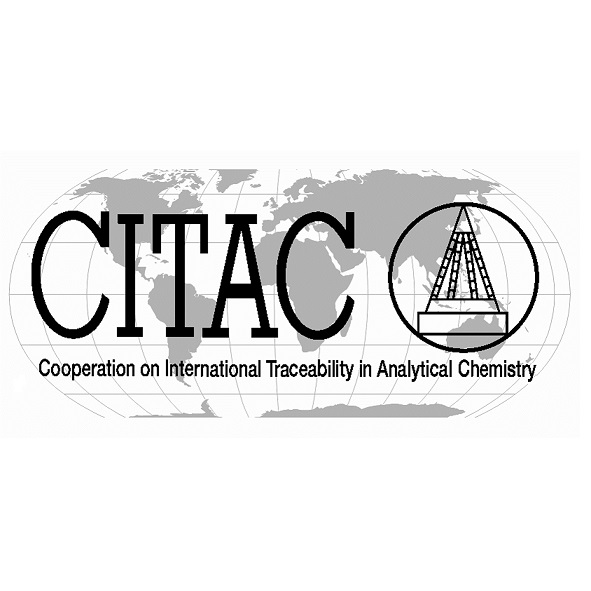 CITAC
Cooperation on International Traceability in Analytical Chemistry